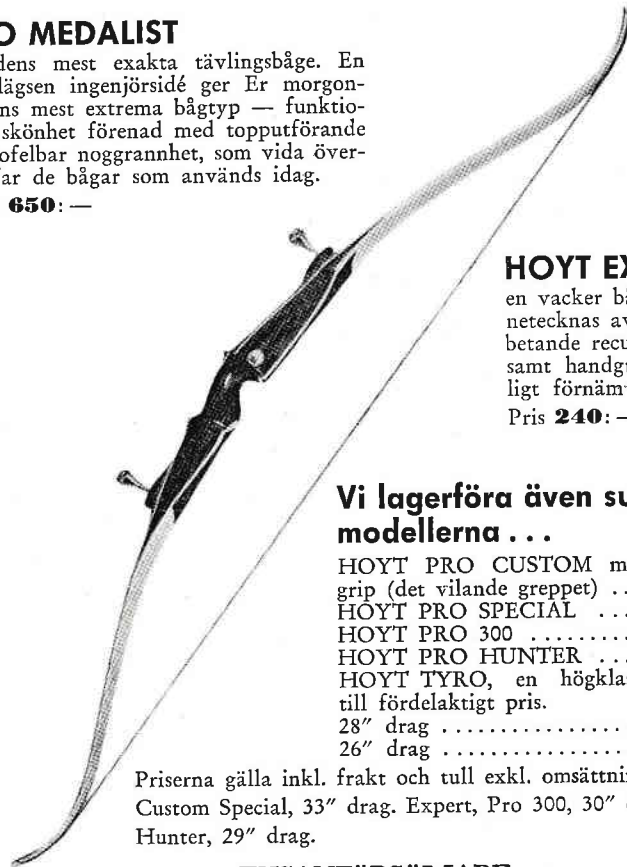 O MEDALIST
dens mest exakta tävlingsbåge. En
lägsen ingenjörsidé ger Er morgon-
ns mest extrema bågtyp — funktio-
skönhet förenad med topputförande
ofelbar noggrannhet, som vida över-
ar de bågar som används idag.
650: —
HOYT EX
en vacker b
netecknas av
betande recu
samt handg
ligt förnäm
Pris 240: —
Vi lagerföra även su
modellerna . . .
HOYT PRO CUSTOM m
grip (det vilande greppet) . .
HOYT PRO SPECIAL . . .
HOYT PRO 300 . . . . . . . . .
HOYT PRO HUNTER . . .
HOYT TYRO, en högkla
till fördelaktigt pris.
28" drag . . . . . . . . . . . . . . . .
26" drag . . . . . . . . . . . . . . . .
Priserna gälla inkl. frakt och tull exkl. omsättni
Custom Special, 33" drag. Expert, Pro 300, 30"
Hunter, 29" drag.